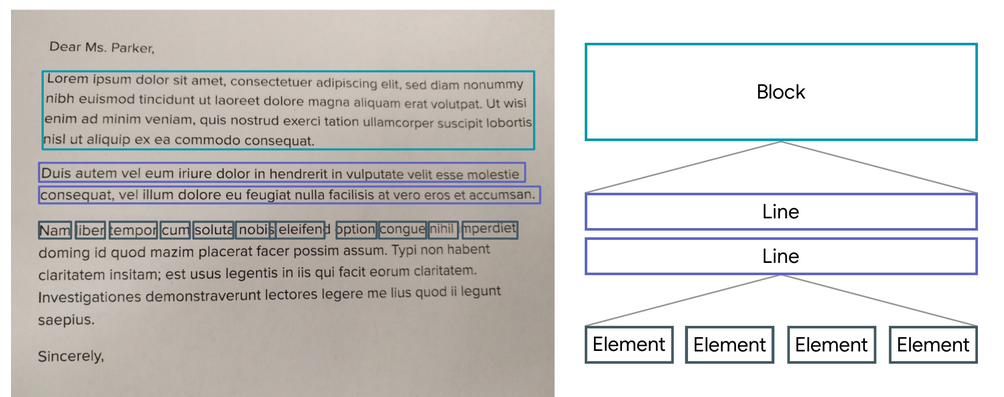 Dear Ms. Parker,
Lorem ipsum dolor sit amet, consectetuer adipiscing elit, sed diam nonummy
nibh euismod tincidunt ut laoreet dolore magna aliquam erat volutpat. Ut wisi
enim ad minim veniam, quis nostrud exerci tation ullamcorper suscipit lobortis
nisl ut aliquip ex ea commodo consequat.
Duis autem vel eum iriure dolor in hendrerit in vulputate velit esse molestie
consequat, vel illum dolore eu feugiat nulla facilisis at vero eros et accumsan.
Nam liber tempor cum soluta nobis eleifend option congue nihil imperdiet
doming id quod mazim placerat facer possim assum. Typi non habent
claritatem insitam; est usus legentis in iis qui facit eorum claritatem.
Investigationes demonstraverunt lectores legere me lius quod ii legunt
saepius.
Sincerely,
Block
Line
Line
Element Element Element Element